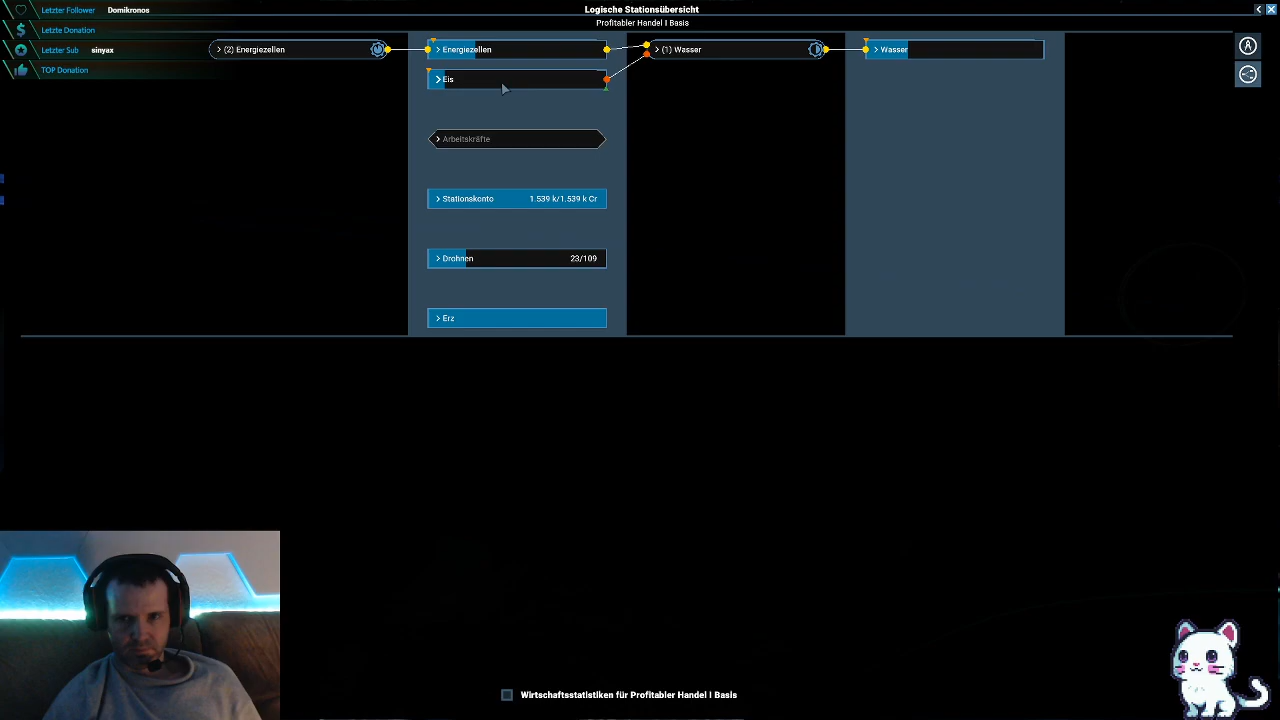 Letzter Follower Domikronos
Letzte Donation
Letzter Sub sinyax
TOP Donation
Logische Stationsübersicht
Profitabler Handel I Basis
(2) Energiezellen
Energiezellen
(1) Wasser
Wasser
Eis
Arbeitskräfte
Stationskonto 1.539 k/1.539 k Cr
Drohnen 23/109
Erz
Wirtschaftsstatistiken für Profitabler Handel I Basis